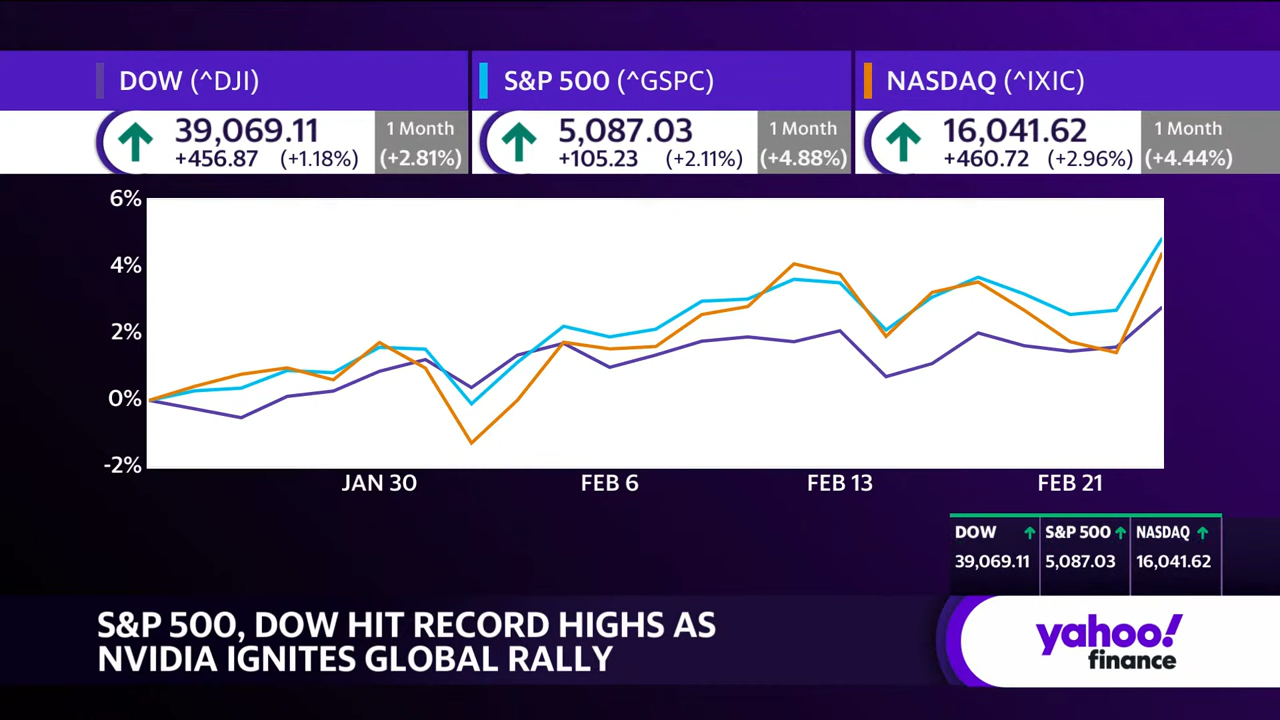 DOW (^DJI)
39,069.11
+456.87 (+1.18%)
1 Month
(+2.81%)
S&P 500 (^GSPC)
5,087.03
+105.23 (+2.11%)
1 Month
(+4.88%)
NASDAQ (^IXIC)
16,041.62
+460.72 (+2.96%)
1 Month
(+4.44%)
6%
4%
2%
0%
-2%
JAN 30 FEB 6 FEB 13 FEB 21
DOW S&P 500 NASDAQ
39,069.11 5,087.03 16,041.62
S&P 500, DOW HIT RECORD HIGHS AS
NVIDIA IGNITES GLOBAL RALLY
yahoo!
finance